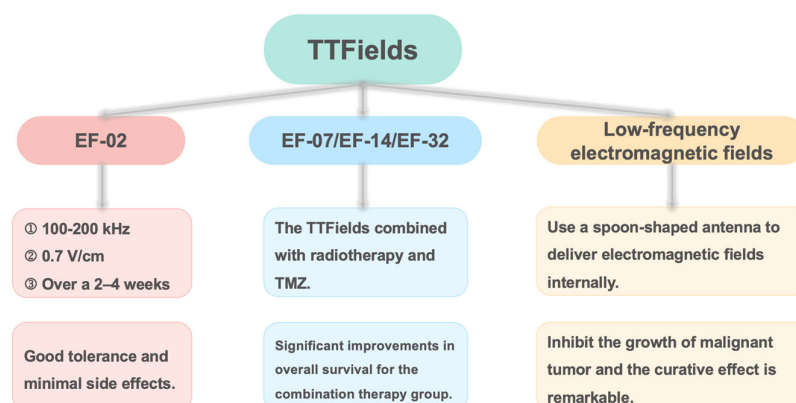 TTFields
EF-02
EF-07/EF-14/EF-32
Low-frequency
electromagnetic fields
① 100-200 kHz
② 0.7 V/cm
③ Over a 2–4 weeks
The TTFields combined
with radiotherapy and
TMZ.
Use a spoon-shaped antenna to
deliver electromagnetic fields
internally.
Good tolerance and
minimal side effects.
Significant improvements in
overall survival for the
combination therapy group.
Inhibit the growth of malignant
tumor and the curative effect is
remarkable.